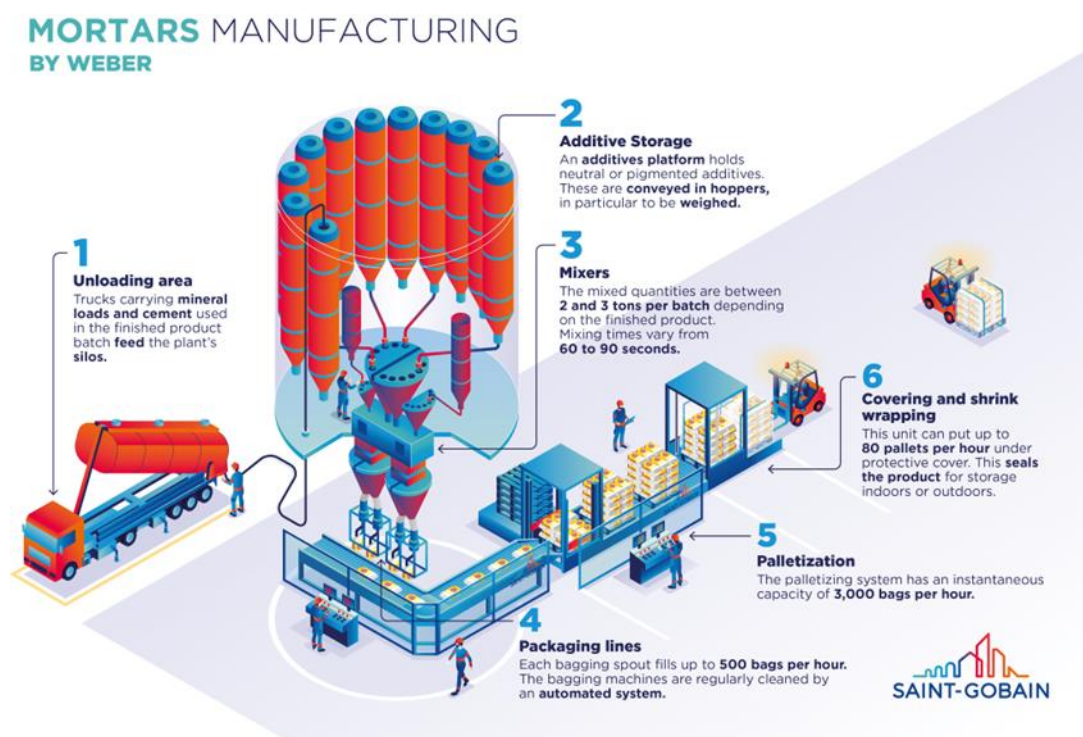 MORTARS MANUFACTURING
BY WEBER
1
Unloading area
Trucks carrying mineral
loads and cement used
in the finished product
batch feed the plant's
silos.
2
Additive Storage
An additives platform holds
neutral or pigmented additives.
These are conveyed in hoppers,
in particular to be weighed.
3
Mixers
The mixed quantities are between
2 and 3 tons per batch depending
on the finished product.
Mixing times vary from
60 to 90 seconds.
6
Covering and shrink
wrapping
This unit can put up to
80 pallets per hour under
protective cover. This seals
the product for storage
indoors or outdoors.
5
Palletization
The palletizing system has an instantaneous
capacity of 3,000 bags per hour.
4
Packaging lines
Each bagging spout fills up to 500 bags per hour.
The bagging machines are regularly cleaned by
an automated system.
SAINT-GOBAIN